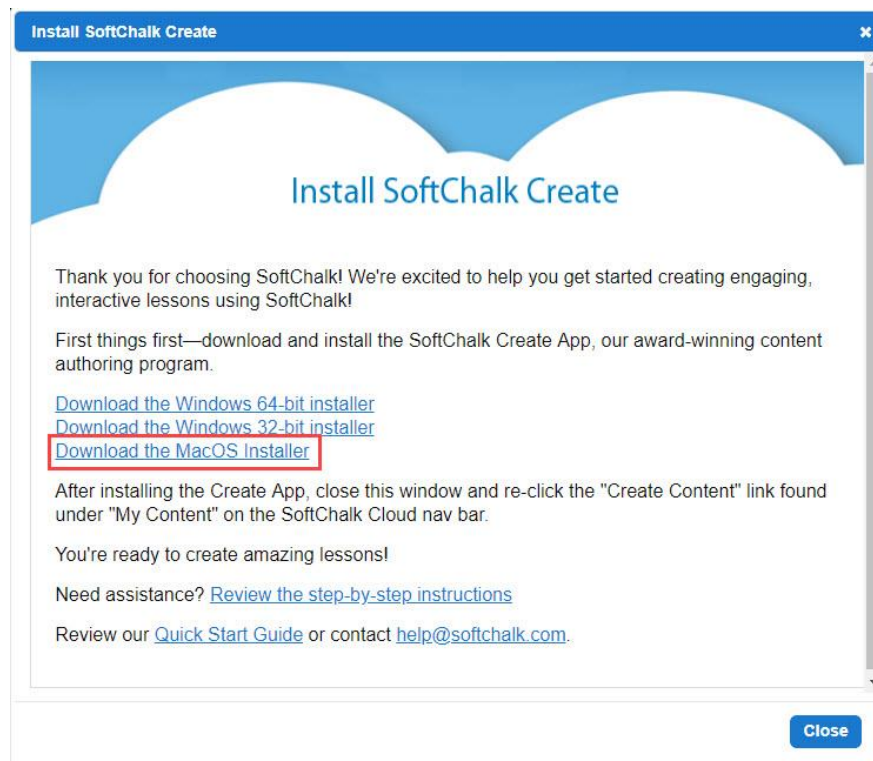 Install SoftChalk Create
Install SoftChalk Create
Thank you for choosing SoftChalk! We're excited to help you get started creating engaging,
interactive lessons using SoftChalk!
First things first—download and install the SoftChalk Create App, our award-winning content
authoring program.
Download the Windows 64-bit installer
Download the Windows 32-bit installer
Download the MacOS Installer
After installing the Create App, close this window and re-click the "Create Content" link found
under "My Content" on the SoftChalk Cloud nav bar.
You're ready to create amazing lessons!
Need assistance? Review the step-by-step instructions
Review our Quick Start Guide or contact help@softchalk.com.
Close